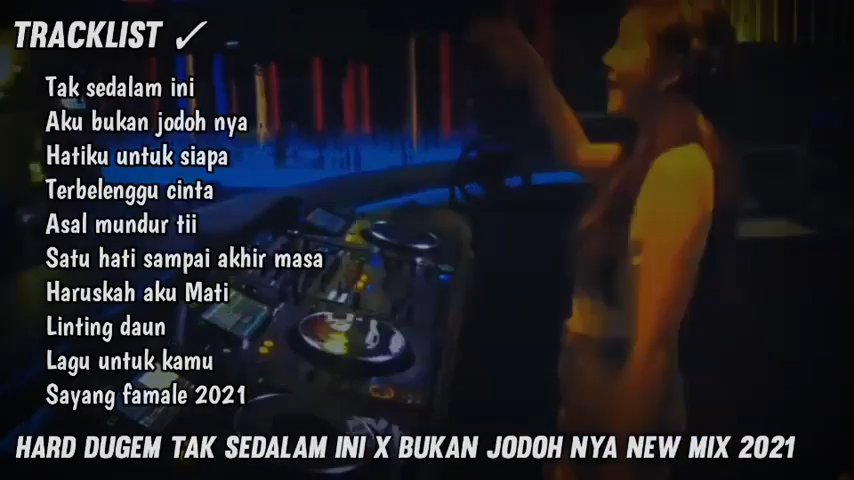 TRACKLIST ✓
Tak sedalam ini
Aku bukan jodoh nya
Hatiku untuk siapa
Terbelenggu cinta
Asal mundur tii
Satu hati sampai akhir masa
Haruskah aku Mati
Linting daun
Lagu untuk kamu
Sayang famale 2021
HARD DUGEM TAK SEDALAM INI X BUKAN JODOH NYA NEW MIX 2021